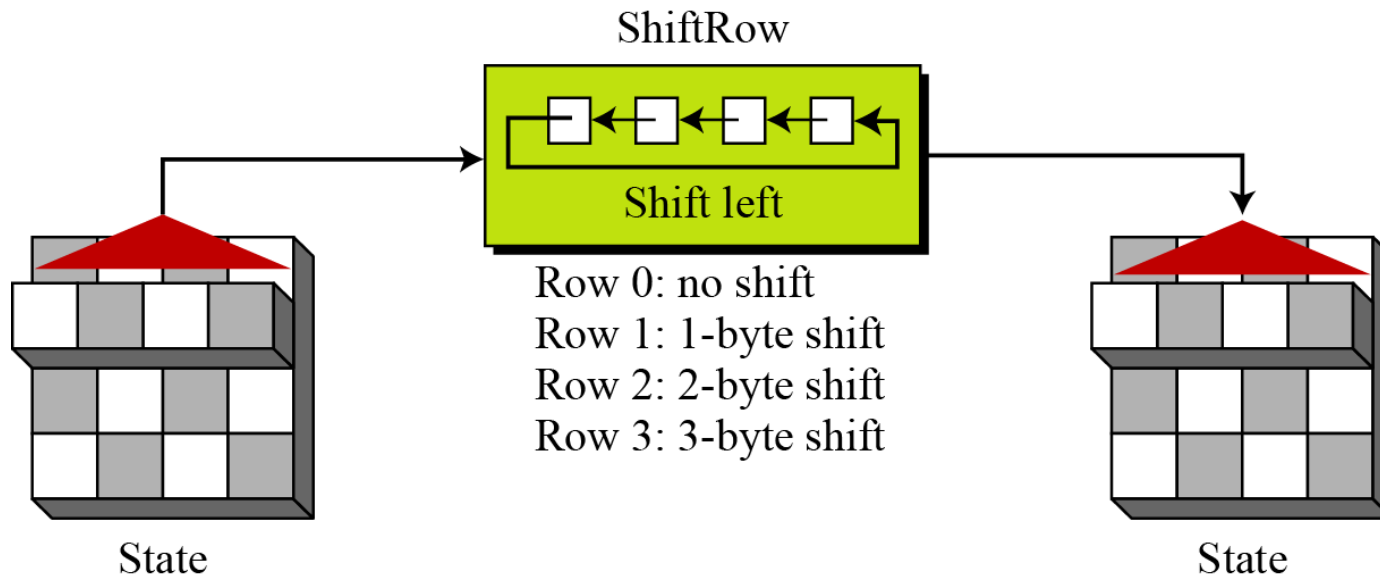 ShiftRow
Shift left
Row 0: no shift
Row 1: 1-byte shift
Row 2: 2-byte shift
Row 3: 3-byte shift
State
State